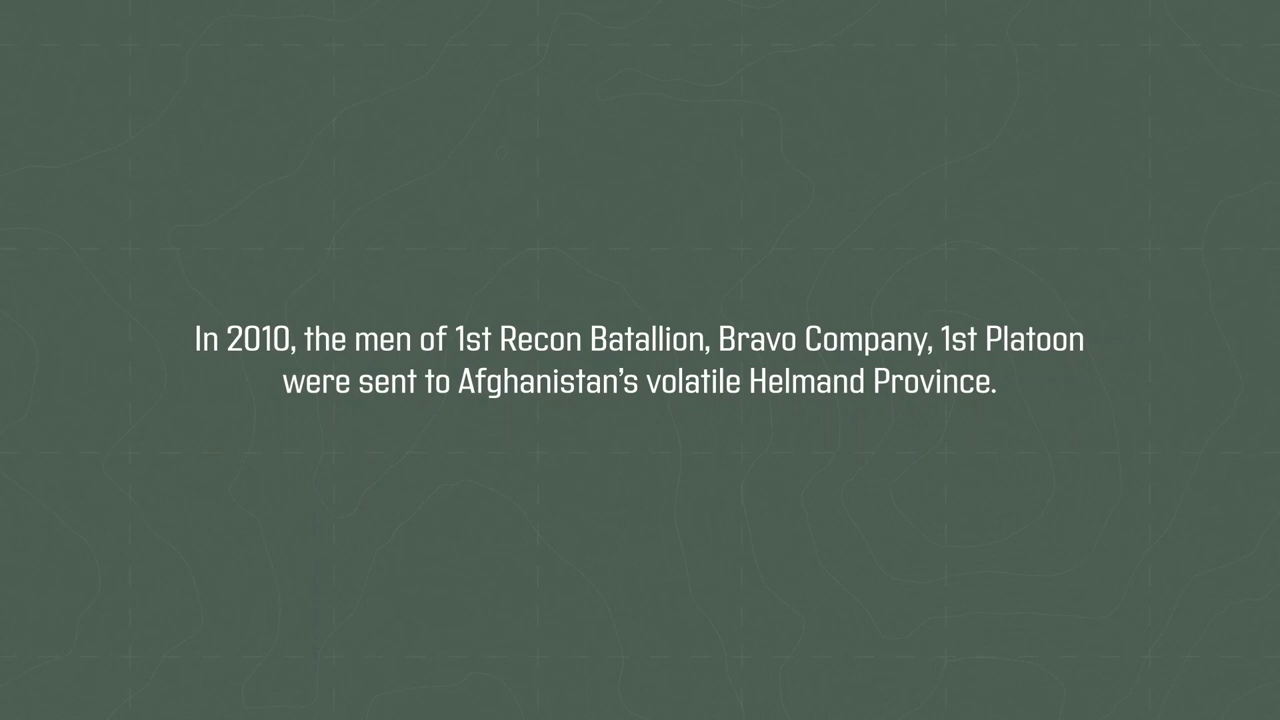 In 2010, the men of 1st Recon Batallion, Bravo Company, 1st Platoon
were sent to Afghanistan’s volatile Helmand Province.